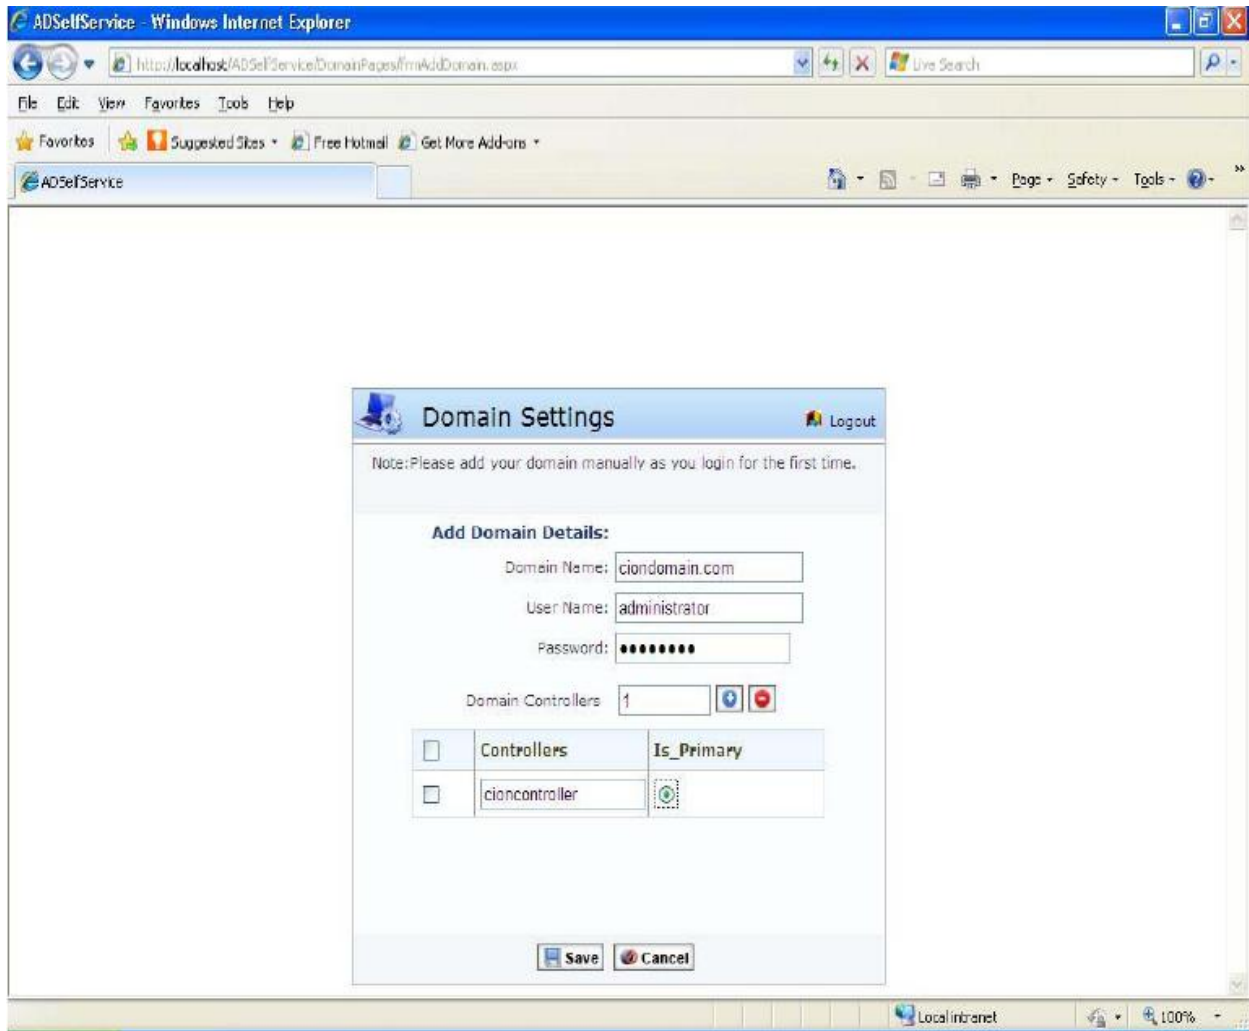 ADSelfService - Windows Internet Explorer
http://localhost/ADSelfService/DomainPages/frmAddDomain.aspx
Live Search
File Edit View Favorites Tools Help
Favorites Suggested Sites Free Hotmail Get More Add-ons
ADSelfService Page Safety Tools
Domain Settings Logout
Note:Please add your domain manually as you login for the first time.
Add Domain Details:
Domain Name: ciondomain.com
User Name: administrator
Password: ••••••••
Domain Controllers 1
Controllers Is_Primary
cioncontroller
Save Cancel
Local intranet 100%